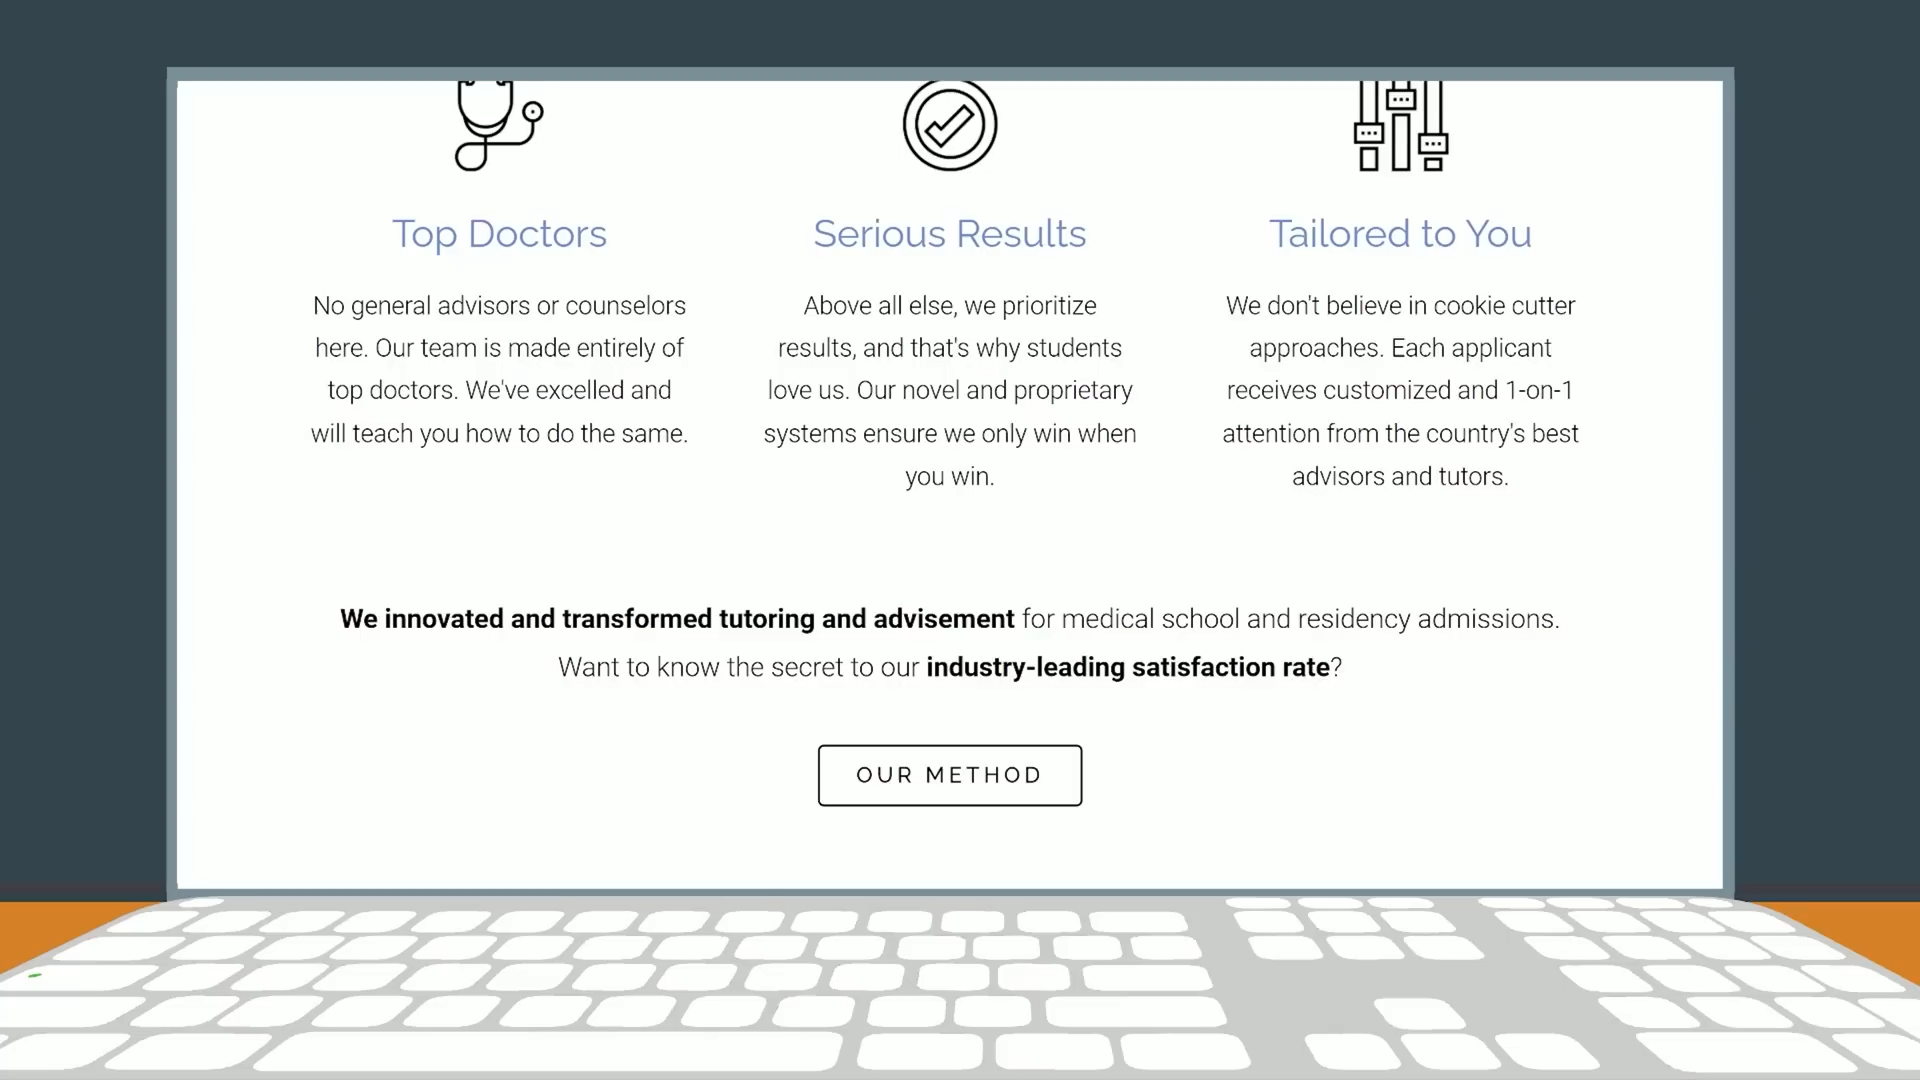 Top Doctors
No general advisors or counselors
here. Our team is made entirely of
top doctors. We've excelled and
will teach you how to do the same.
Serious Results
Above all else, we prioritize
results, and that's why students
love us. Our novel and proprietary
systems ensure we only win when
you win.
Tailored to You
We don't believe in cookie cutter
approaches. Each applicant
receives customized and 1-on-1
attention from the country's best
advisors and tutors.
We innovated and transformed tutoring and advisement for medical school and residency admissions.
Want to know the secret to our industry-leading satisfaction rate?
OUR METHOD